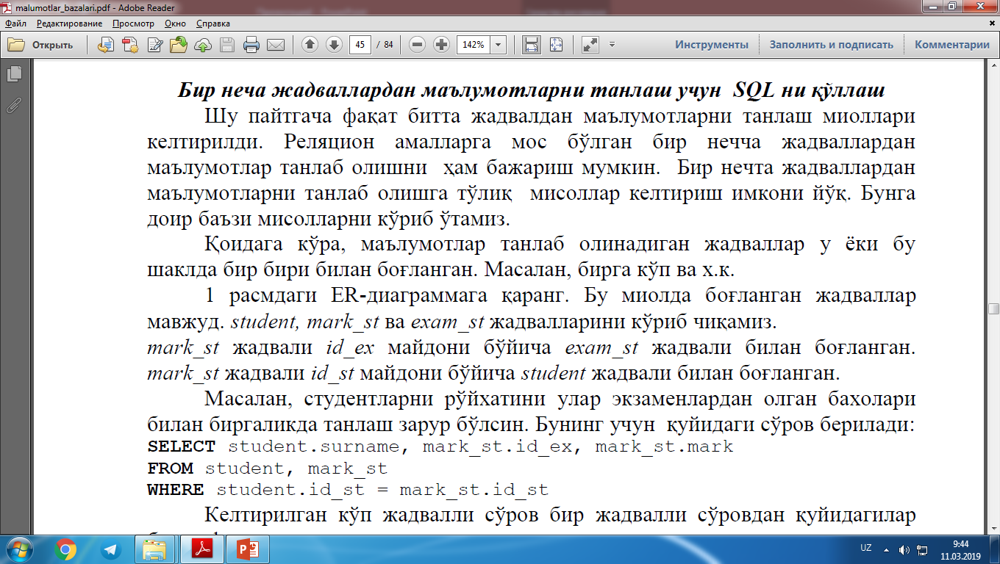 malumotlar_bazalari.pdf - Adobe Reader
Файл Редактирование Просмотр Окно Справка
Открыть 45 / 84 142% Инструменты Заполнить и подписать Комментарии
Бир неча жадваллардан маълумотларни танлаш учун SQL ни қўллаш
Шу пайтгача фақат битта жадвалдан маълумотларни танлаш миоллари
келтирилди. Реляцион амалларга мос бўлган бир нечча жадваллардан
маълумотлар танлаб олишни ҳам бажариш мумкин. Бир нечта жадваллардан
маълумотларни танлаб олишга тўлиқ мисоллар келтириш имкони йўқ. Бунга
доир баъзи мисолларни кўриб ўтамиз.
Қоидага кўра, маълумотлар танлаб олинадиган жадваллар у ёки бу
шаклда бир бири билан боғланган. Масалан, бирга кўп ва х.к.
1 расмдаги ER-диаграммага қаранг. Бу миолда боғланган жадваллар
мавжуд. student, mark_st ва exam_st жадвалларини кўриб чиқамиз.
mark_st жадвали id_ex майдони бўйича exam_st жадвали билан боғланган.
mark_st жадвали id_st майдони бўйича student жадвали билан боғланган.
Масалан, студентларни рўйхатини улар экзаменлардан олган бахолари
билан биргаликда танлаш зарур бўлсин. Бунинг учун қуйидаги сўров берилади:
SELECT student.surname, mark_st.id_ex, mark_st.mark
FROM student, mark_st
WHERE student.id_st = mark_st.id_st
Келтирилган кўп жадвалли сўров бир жадвалли сўровдан қуйидагилар
UZ 9:44
11.03.2019